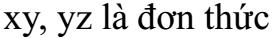 xy, yz là đơn thức